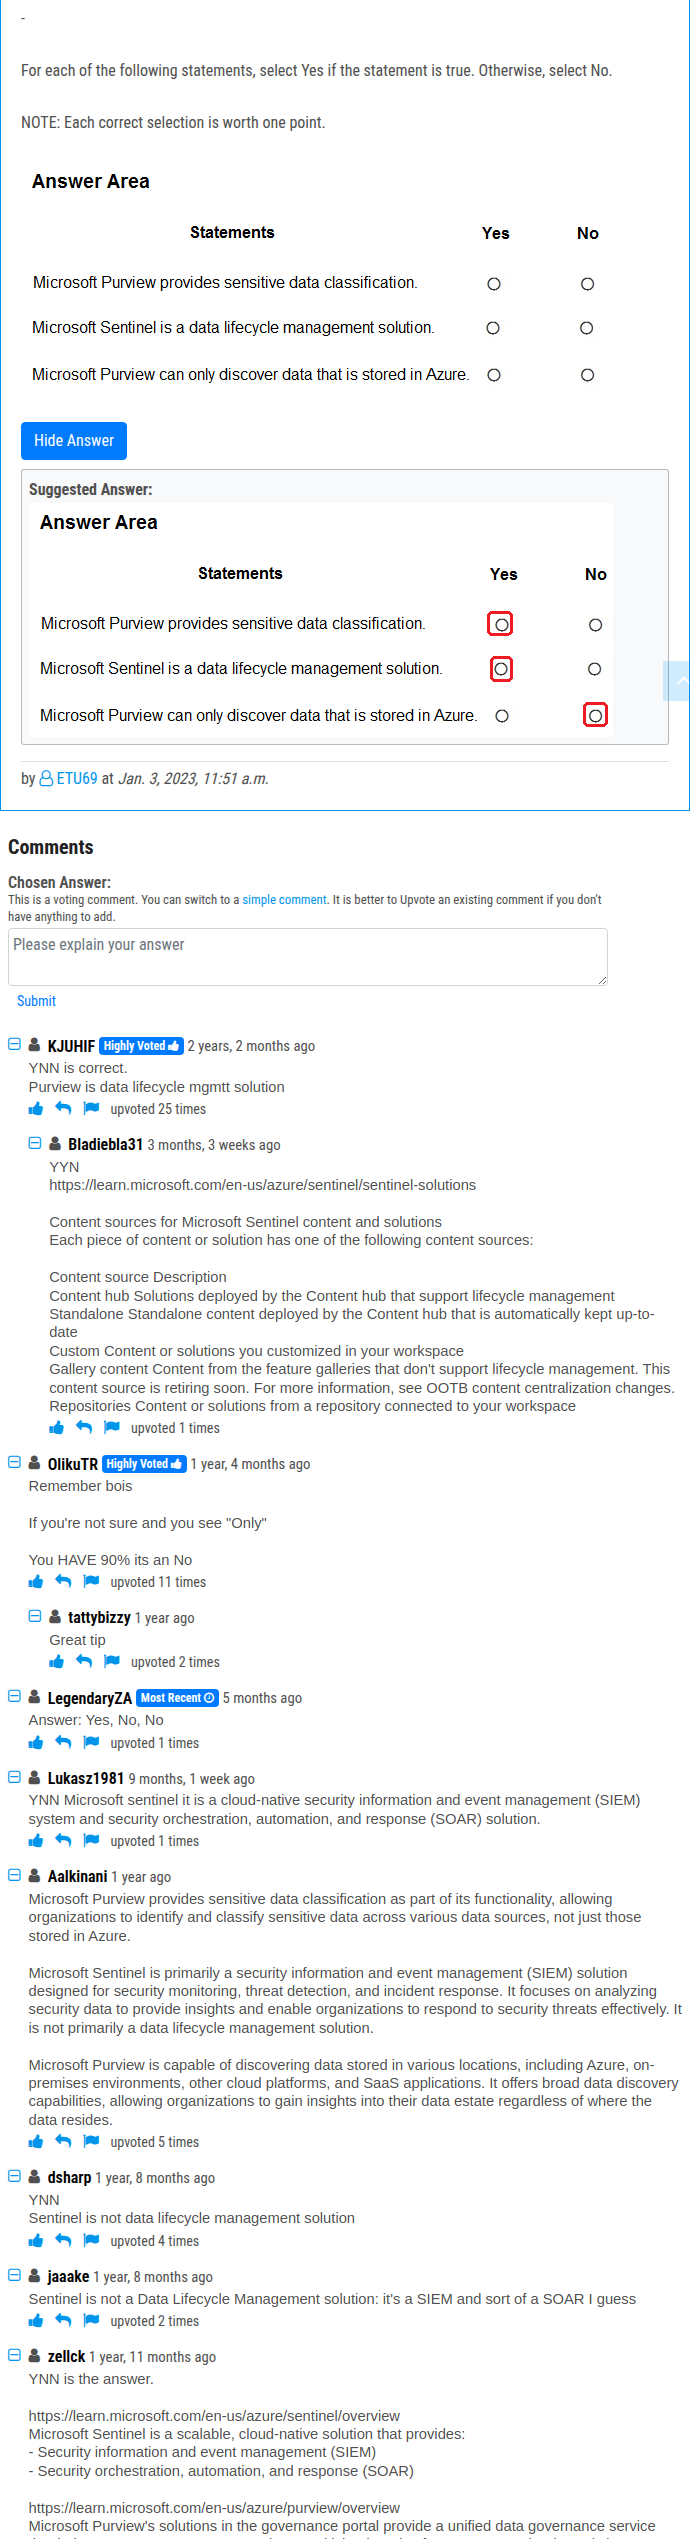 -
For each of the following statements, select Yes if the statement is true. Otherwise, select No.
NOTE: Each correct selection is worth one point.
Answer Area
Statements Yes No
Microsoft Purview provides sensitive data classification.
Microsoft Sentinel is a data lifecycle management solution.
Microsoft Purview can only discover data that is stored in Azure.
Hide Answer
Suggested Answer:
Answer Area
Statements Yes No
Microsoft Purview provides sensitive data classification.
Microsoft Sentinel is a data lifecycle management solution.
Microsoft Purview can only discover data that is stored in Azure.
by ETU69 at Jan. 3, 2023, 11:51 a.m.
Comments
Chosen Answer:
This is a voting comment. You can switch to a simple comment. It is better to Upvote an existing comment if you don't
have anything to add.
Please explain your answer
Submit
KJUHIF Highly Voted 2 years, 2 months ago
YNN is correct.
Purview is data lifecycle mgmtt solution
upvoted 25 times
Bladiebla31 3 months, 3 weeks ago
YYN
https://learn.microsoft.com/en-us/azure/sentinel/sentinel-solutions
Content sources for Microsoft Sentinel content and solutions
Each piece of content or solution has one of the following content sources:
Content source Description
Content hub Solutions deployed by the Content hub that support lifecycle management
Standalone Standalone content deployed by the Content hub that is automatically kept up-to-
date
Custom Content or solutions you customized in your workspace
Gallery content Content from the feature galleries that don't support lifecycle management. This
content source is retiring soon. For more information, see OOTB content centralization changes.
Repositories Content or solutions from a repository connected to your workspace
upvoted 1 times
OlikuTR Highly Voted 1 year, 4 months ago
Remember bois
If you're not sure and you see "Only"
You HAVE 90% its an No
upvoted 11 times
tattybizzy 1 year ago
Great tip
upvoted 2 times
LegendaryZA Most Recent 5 months ago
Answer: Yes, No, No
upvoted 1 times
Lukasz1981 9 months, 1 week ago
YNN Microsoft sentinel it is a cloud-native security information and event management (SIEM)
system and security orchestration, automation, and response (SOAR) solution.
upvoted 1 times
Aalkinani 1 year ago
Microsoft Purview provides sensitive data classification as part of its functionality, allowing
organizations to identify and classify sensitive data across various data sources, not just those
stored in Azure.
Microsoft Sentinel is primarily a security information and event management (SIEM) solution
designed for security monitoring, threat detection, and incident response. It focuses on analyzing
security data to provide insights and enable organizations to respond to security threats effectively. It
is not primarily a data lifecycle management solution.
Microsoft Purview is capable of discovering data stored in various locations, including Azure, on-
premises environments, other cloud platforms, and SaaS applications. It offers broad data discovery
capabilities, allowing organizations to gain insights into their data estate regardless of where the
data resides.
upvoted 5 times
dsharp 1 year, 8 months ago
YNN
Sentinel is not data lifecycle management solution
upvoted 4 times
jaaake 1 year, 8 months ago
Sentinel is not a Data Lifecycle Management solution: it's a SIEM and sort of a SOAR I guess
upvoted 2 times
zellck 1 year, 11 months ago
YNN is the answer.
https://learn.microsoft.com/en-us/azure/sentinel/overview
Microsoft Sentinel is a scalable, cloud-native solution that provides:
- Security information and event management (SIEM)
- Security orchestration, automation, and response (SOAR)
https://learn.microsoft.com/en-us/azure/purview/overview
Microsoft Purview's solutions in the governance portal provide a unified data governance service